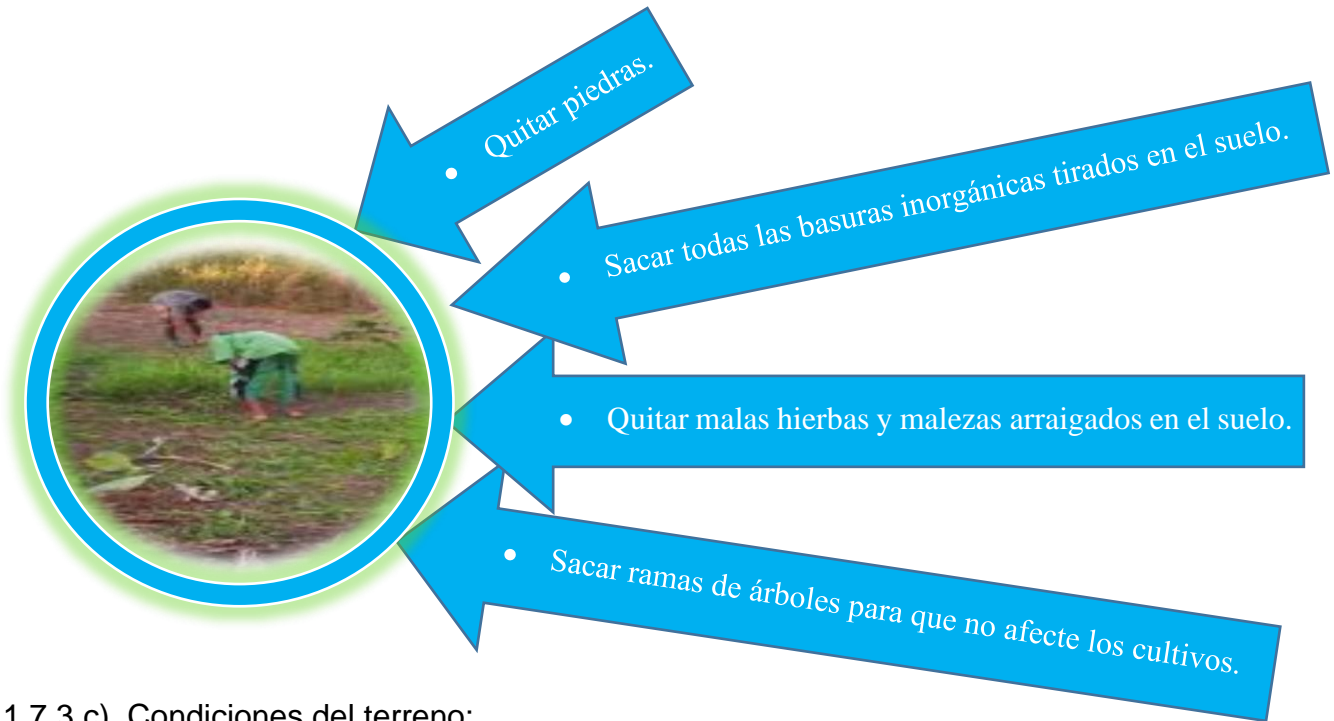 • Quitar piedras.
• Sacar todas las basuras inorgánicas tirados en el suelo.
• Quitar malas hierbas y malezas arraigados en el suelo.
• Sacar ramas de árboles para que no afecte los cultivos.
1.7.3 c). Condiciones del terreno: